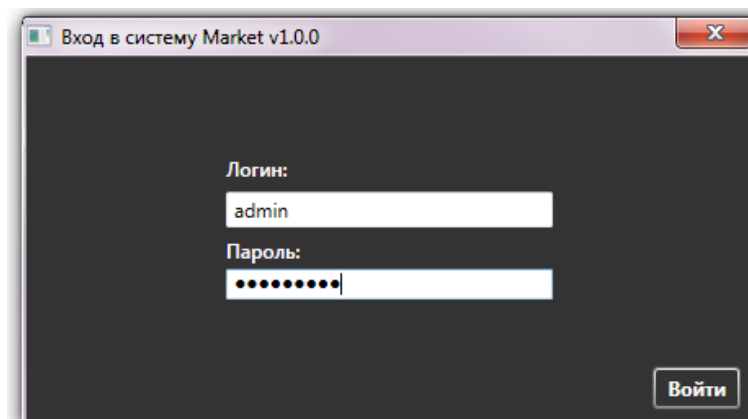 Вход в систему Market v1.0.0
Логин:
admin
Пароль:
●●●●●●●●●
Войти